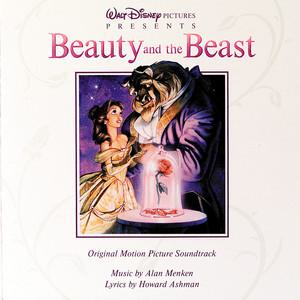 WALT DISNEY PICTURES
PRESENTS
Beauty and the Beast
Original Motion Picture Soundtrack
Music by Alan Menken
Lyrics by Howard Ashman